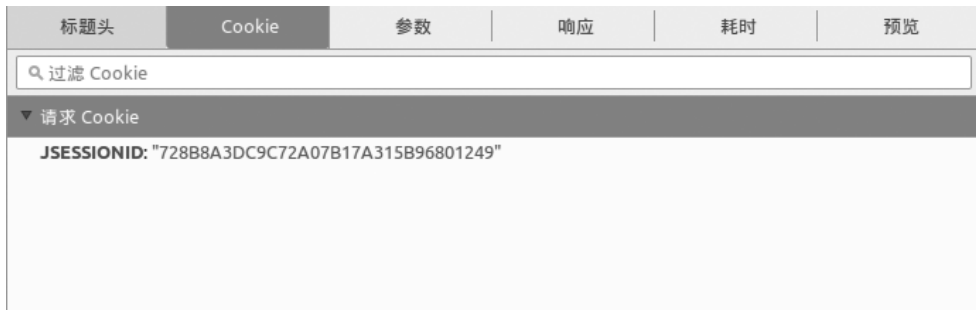 标题头 Cookie 参数 响应 耗时 预览
过滤 Cookie
请求 Cookie
JSESSIONID: "728B8A3DC9C72A07B17A315B96801249"